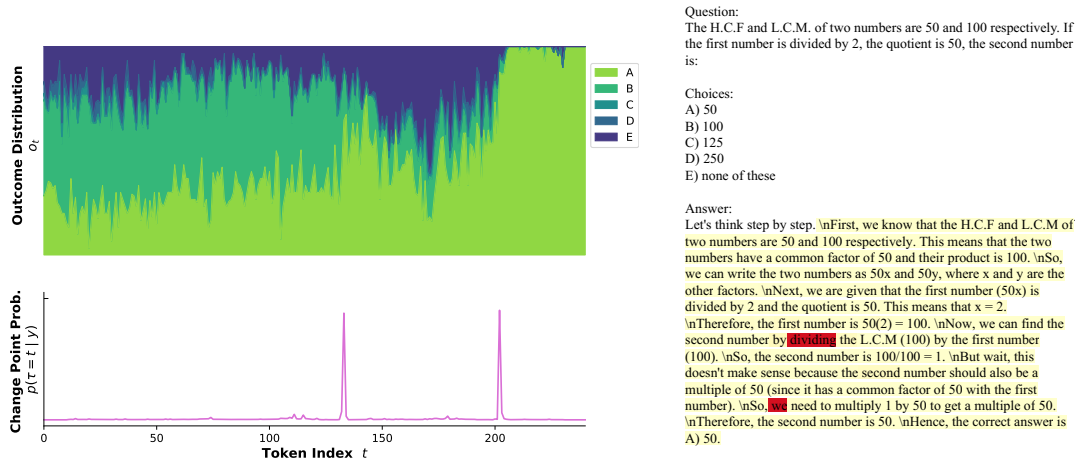 Outcome Distribution
o_t
A
B
C
D
E
Change Point Prob.
p(τ = t | y)
0
50
100
150
200
Token Index t
Question:
The H.C.F and L.C.M. of two numbers are 50 and 100 respectively. If
the first number is divided by 2, the quotient is 50, the second number
is:
Choices:
A) 50
B) 100
C) 125
D) 250
E) none of these
Answer:
Let's think step by step. \nFirst, we know that the H.C.F and L.C.M of
two numbers are 50 and 100 respectively. This means that the two
numbers have a common factor of 50 and their product is 100. \nSo,
we can write the two numbers as 50x and 50y, where x and y are the
other factors. \nNext, we are given that the first number (50x) is
divided by 2 and the quotient is 50. This means that x = 2.
\nTherefore, the first number is 50(2) = 100. \nNow, we can find the
second number by dividing the L.C.M (100) by the first number
(100). \nSo, the second number is 100/100 = 1. \nBut wait, this
doesn't make sense because the second number should also be a
multiple of 50 (since it has a common factor of 50 with the first
number). \nSo, we need to multiply 1 by 50 to get a multiple of 50.
\nTherefore, the second number is 50. \nHence, the correct answer is
A) 50.